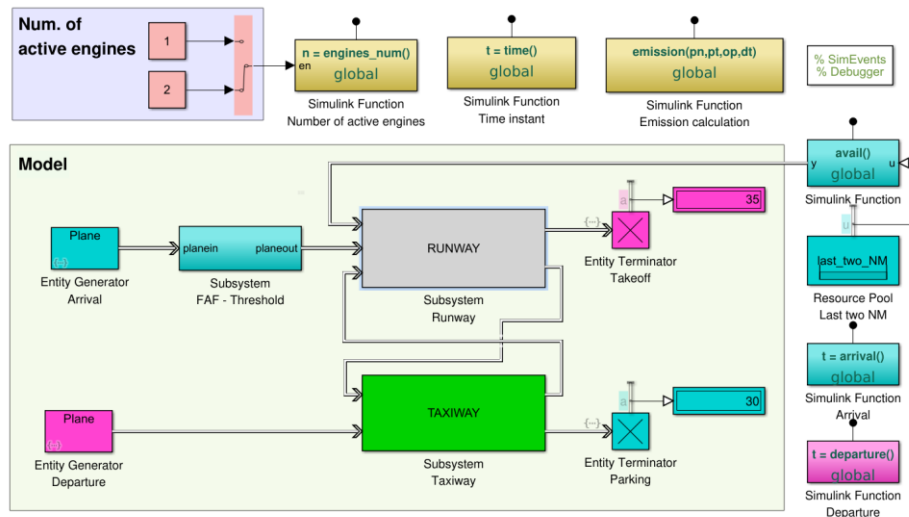 Num. of
active engines
1
2
n = engines_num()
en
global
Simulink Function
Number of active engines
t = time()
global
Simulink Function
Time instant
emission(pn,pt,op,dt)
global
Simulink Function
Emission calculation
% SimEvents
% Debugger
Model
avail()
y
u
global
Simulink Function
Plane
{...}
Entity Generator
Arrival
planein
planeout
Subsystem
FAF - Threshold
RUNWAY
Subsystem
Runway
{...}
a
35
Entity Terminator
Takeoff
u
last_two_NM
Resource Pool
Last two NM
t = arrival()
global
Simulink Function
Arrival
Plane
{...}
Entity Generator
Departure
TAXIWAY
Subsystem
Taxiway
{...}
a
30
Entity Terminator
Parking
t = departure()
global
Simulink Function
Departure